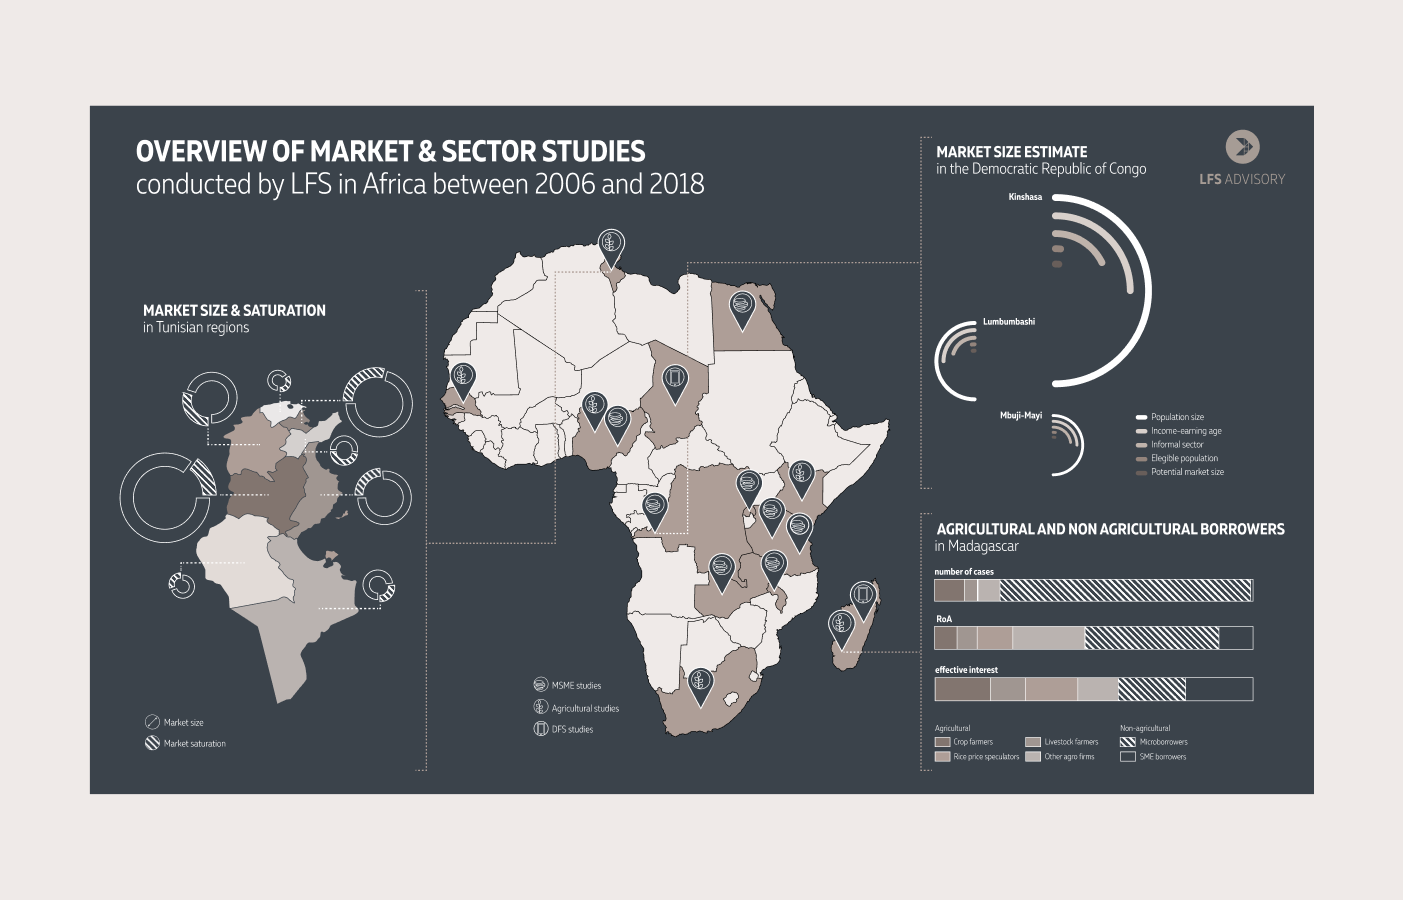 OVERVIEW OF MARKET & SECTOR STUDIES
conducted by LFS in Africa between 2006 and 2018
MARKET SIZE & SATURATION
in Tunisian regions
Market size
Market saturation
MSME studies
Agricultural studies
DFS studies
MARKET SIZE ESTIMATE
in the Democratic Republic of Congo
LFS ADVISORY
Kinshasa
Lumbumbashi
Mbuji-Mayi
Population size
Income-earning age
Informal sector
Elegible population
Potential market size
AGRICULTURAL AND NON AGRICULTURAL BORROWERS
in Madagascar
number of cases
RoA
effective interest
Agricultural
Non-agricultural
Crop farmers
Livestock farmers
Microborrowers
Rice price speculators
Other agro firms
SME borrowers